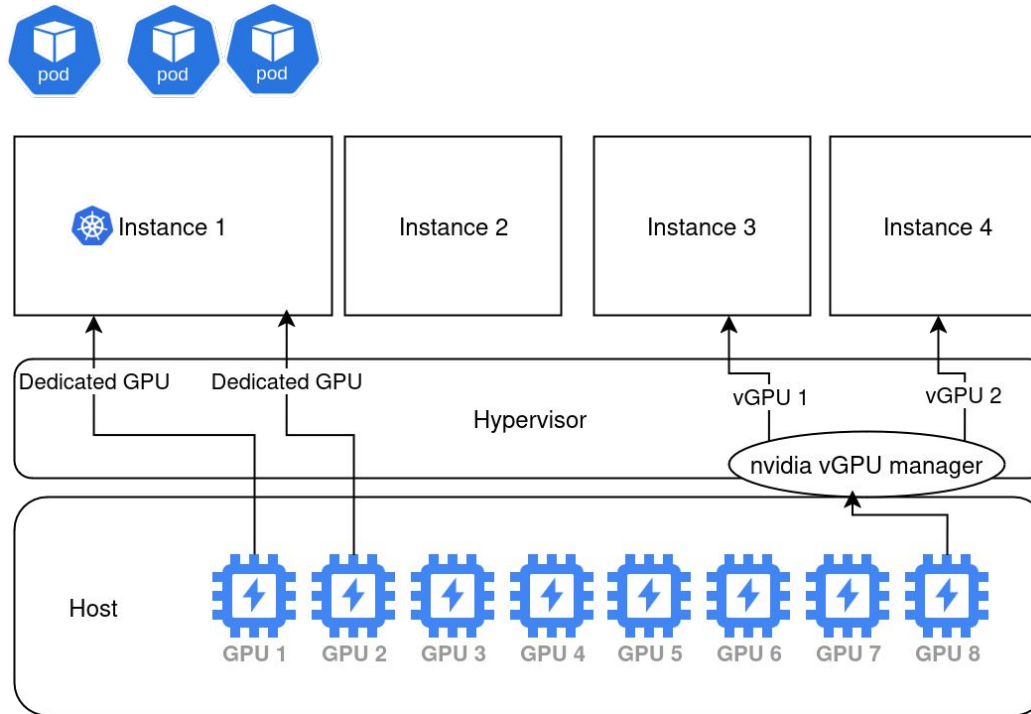 pod pod pod
Instance 1 Instance 2 Instance 3 Instance 4
Dedicated GPU Dedicated GPU
vGPU 1 vGPU 2
Hypervisor
nvidia vGPU manager
Host
GPU 1 GPU 2 GPU 3 GPU 4 GPU 5 GPU 6 GPU 7 GPU 8